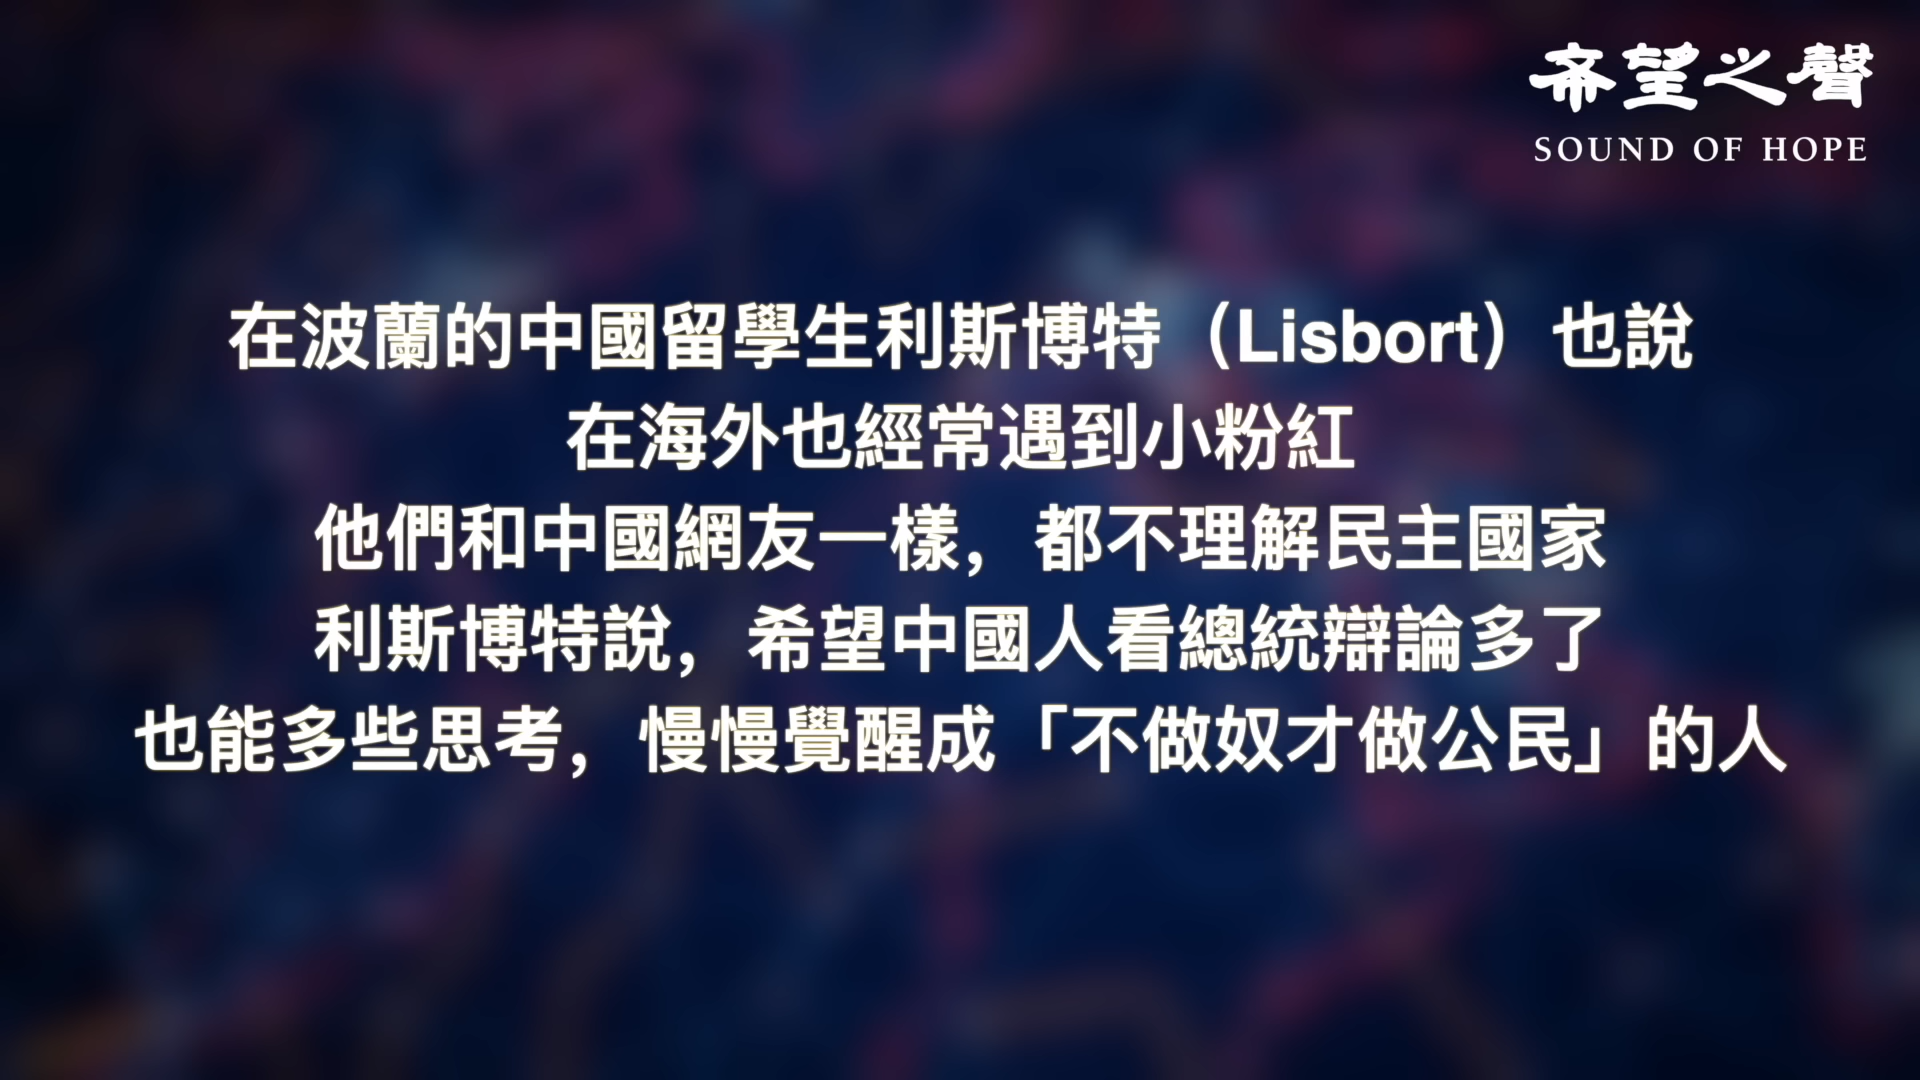 希望之聲
SOUND OF HOPE
在波蘭的中國留學生利斯博特（Lisbort）也說
在海外也經常遇到小粉紅
他們和中國網友一樣，都不理解民主國家
利斯博特說，希望中國人看總統辯論多了
也能多些思考，慢慢覺醒成「不做奴才做公民」的人